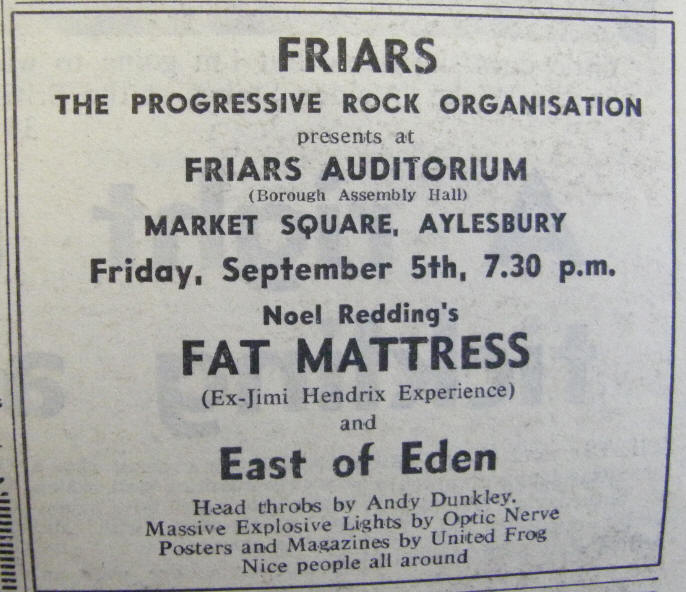 FRIARS
THE PROGRESSIVE ROCK ORGANISATION
presents at
FRIARS AUDITORIUM
(Borough Assembly Hall)
MARKET SQUARE, AYLESBURY
Friday, September 5th, 7.30 p.m.
Noel Redding's
FAT MATTRESS
(Ex-Jimi Hendrix Experience)
and
East of Eden
Head throbs by Andy Dunkley.
Massive Explosive Lights by Optic Nerve
Posters and Magazines by United Frog
Nice people all around